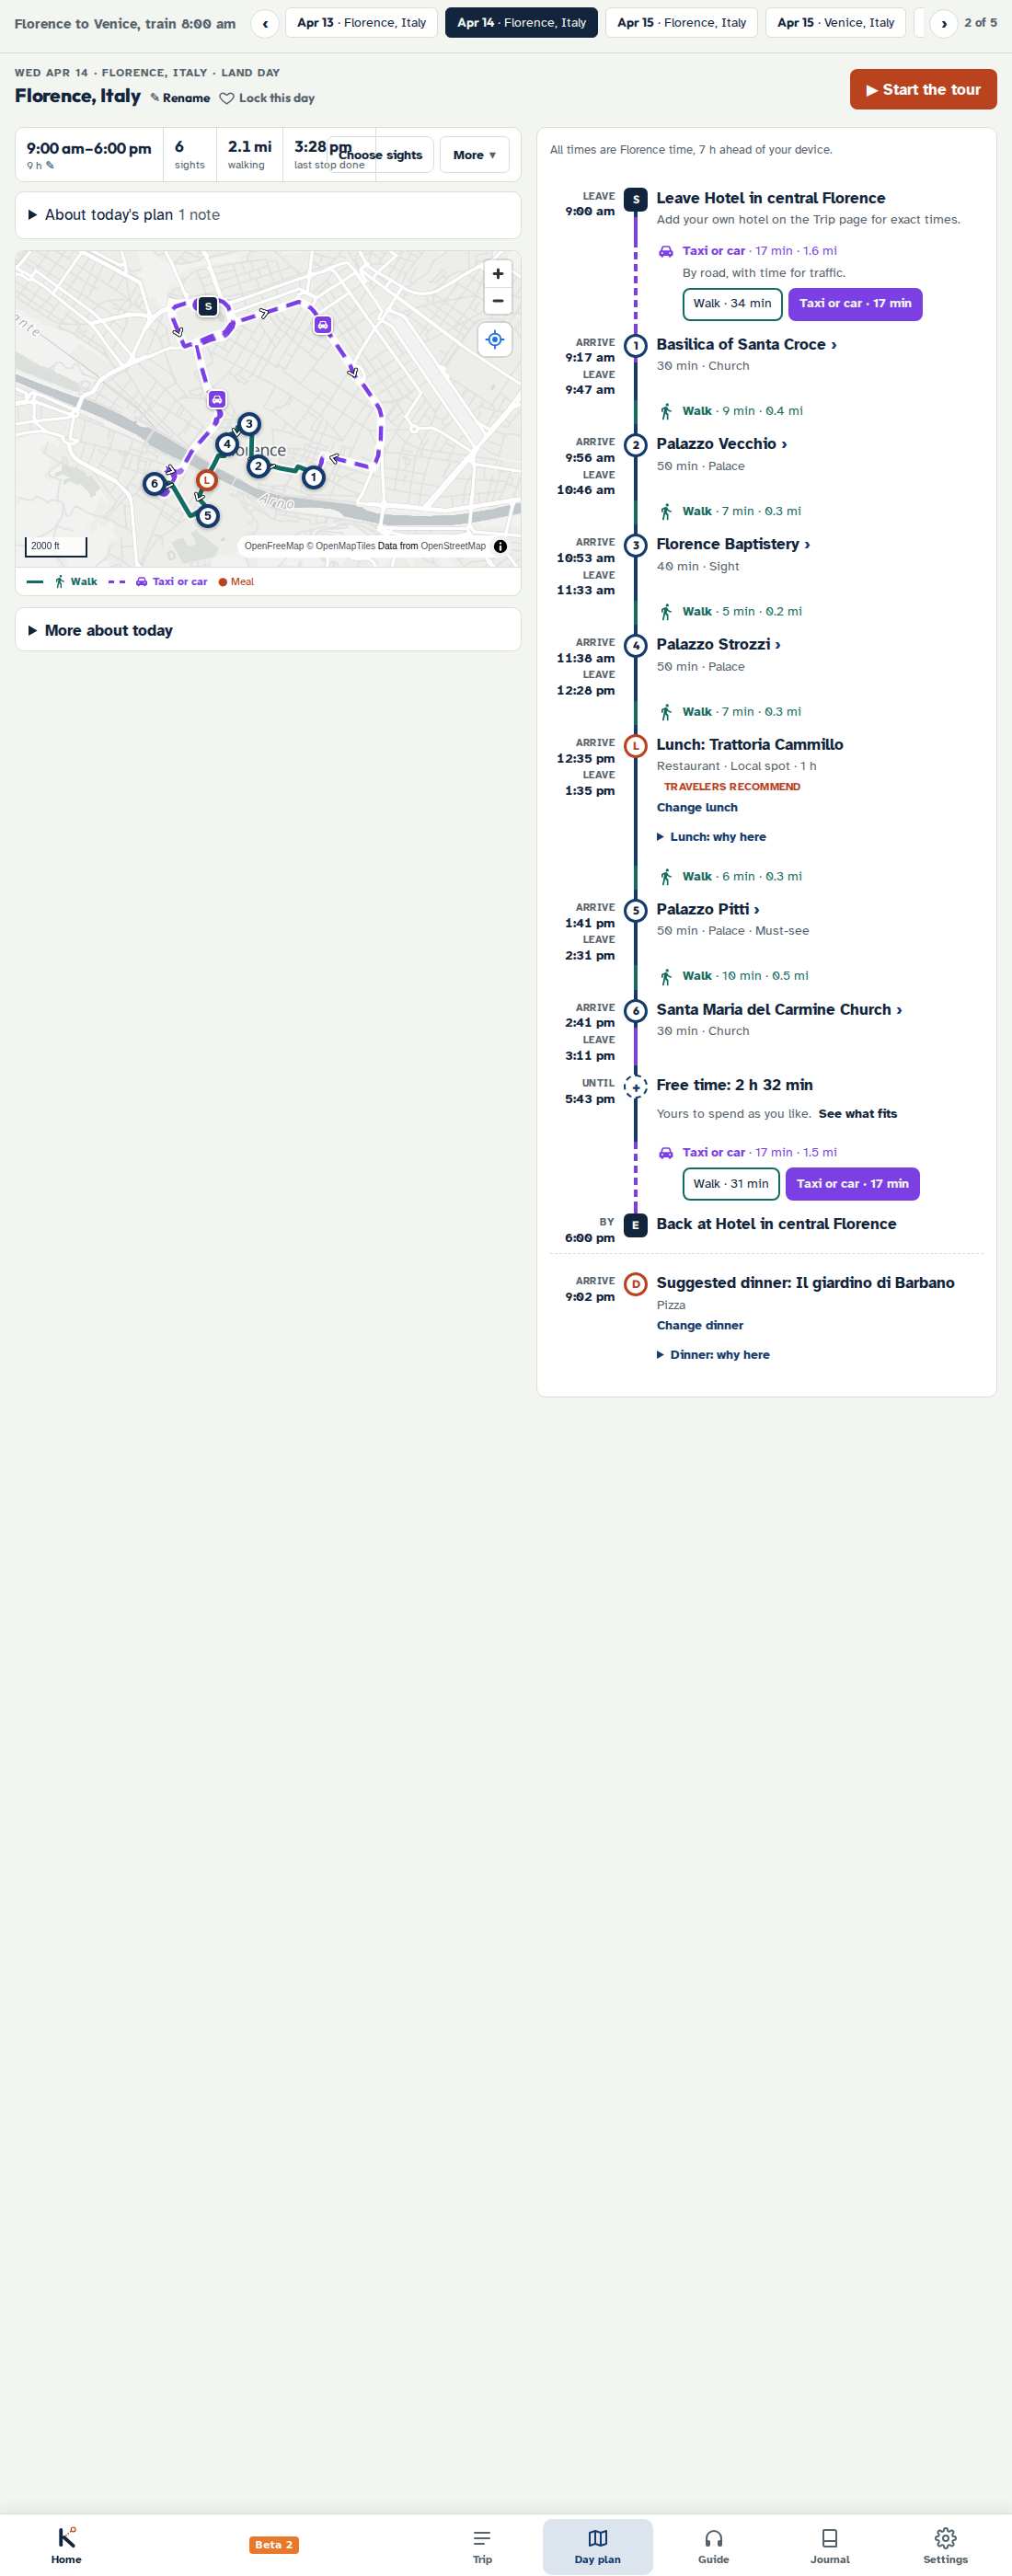 Florence to Venice, train 8:00 am
‹
Apr 13 · Florence, Italy
Apr 14 · Florence, Italy
Apr 15 · Florence, Italy
Apr 15 · Venice, Italy
›
2 of 5
WED APR 14 · FLORENCE, ITALY · LAND DAY
Florence, Italy ✎ Rename Lock this day
▶ Start the tour
9:00 am–6:00 pm
9 h ✎
6
sights
2.1 mi
walking
3:28 pm
last stop done
Choose sights
More ▾
▶ About today's plan 1 note
S
+
−
3
4
2
1
6
L
5
Arno
2000 ft
OpenFreeMap © OpenMapTiles Data from OpenStreetMap
Walk
Taxi or car
Meal
▶ More about today
All times are Florence time, 7 h ahead of your device.
LEAVE
9:00 am
S
Leave Hotel in central Florence
Add your own hotel on the Trip page for exact times.
Taxi or car · 17 min · 1.6 mi
By road, with time for traffic.
Walk · 34 min
Taxi or car · 17 min
ARRIVE
9:17 am
LEAVE
9:47 am
1
Basilica of Santa Croce ›
30 min · Church
Walk · 9 min · 0.4 mi
ARRIVE
9:56 am
LEAVE
10:46 am
2
Palazzo Vecchio ›
50 min · Palace
Walk · 7 min · 0.3 mi
ARRIVE
10:53 am
LEAVE
11:33 am
3
Florence Baptistery ›
40 min · Sight
Walk · 5 min · 0.2 mi
ARRIVE
11:38 am
LEAVE
12:28 pm
4
Palazzo Strozzi ›
50 min · Palace
Walk · 7 min · 0.3 mi
ARRIVE
12:35 pm
LEAVE
1:35 pm
L
Lunch: Trattoria Cammillo
Restaurant · Local spot · 1 h
TRAVELERS RECOMMEND
Change lunch
▶ Lunch: why here
Walk · 6 min · 0.3 mi
ARRIVE
1:41 pm
LEAVE
2:31 pm
5
Palazzo Pitti ›
50 min · Palace · Must-see
Walk · 10 min · 0.5 mi
ARRIVE
2:41 pm
LEAVE
3:11 pm
6
Santa Maria del Carmine Church ›
30 min · Church
UNTIL
5:43 pm
+
Free time: 2 h 32 min
Yours to spend as you like. See what fits
Taxi or car · 17 min · 1.5 mi
Walk · 31 min
Taxi or car · 17 min
BY
6:00 pm
E
Back at Hotel in central Florence
ARRIVE
9:02 pm
D
Suggested dinner: Il giardino di Barbano
Pizza
Change dinner
▶ Dinner: why here
Home
Beta 2
Trip
Day plan
Guide
Journal
Settings